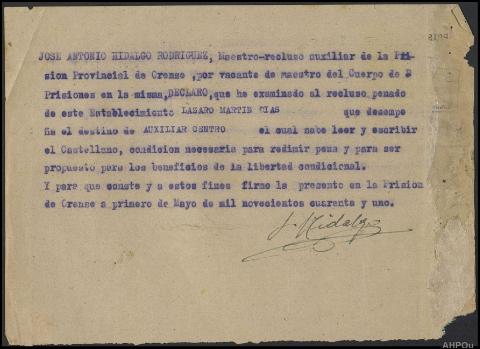 JOSE ANTONIO HIDALGO RODRIGUEZ, Maestro-recluso auxiliar de la Pri-
sion Provincial de Orense ,por vacante de maestro del Cuerpo de
Prisiones en la misma,DECLARO,que he examinado al recluso penado
de este Establecimiento LAZARO MARTIN que desempe
ña el destino de AUXILIAR CENTRO el cual sabe leer y escribir
el Castellano, condicion necesaria para redimir pena y para ser
propuesto para los beneficios de la libertad condicional.
Y para que conste y a estos fines firmo la presente en la Prision
de Orense a primero de Mayo de mil novecientos cuarenta y uno.
J. Hidalgo
AHPOu